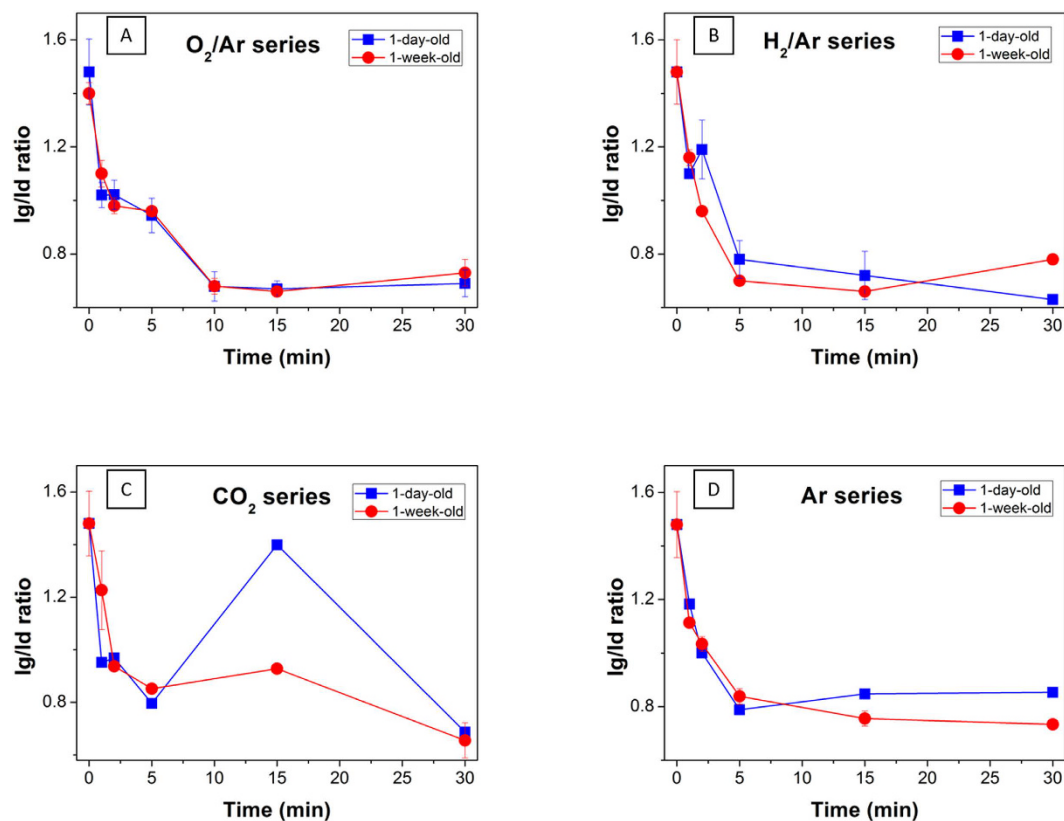 A
O₂/Ar series
1-day-old
1-week-old
1.6
1.2
0.8
Ig/Id ratio
0 5 10 15 20 25 30
Time (min)
B
H₂/Ar series
1-day-old
1-week-old
1.6
1.2
0.8
Ig/Id ratio
0 5 10 15 20 25 30
Time (min)
C
CO₂ series
1-day-old
1-week-old
1.6
1.2
0.8
Ig/Id ratio
0 5 10 15 20 25 30
Time (min)
D
Ar series
1-day-old
1-week-old
1.6
1.2
0.8
Ig/Id ratio
0 5 10 15 20 25 30
Time (min)